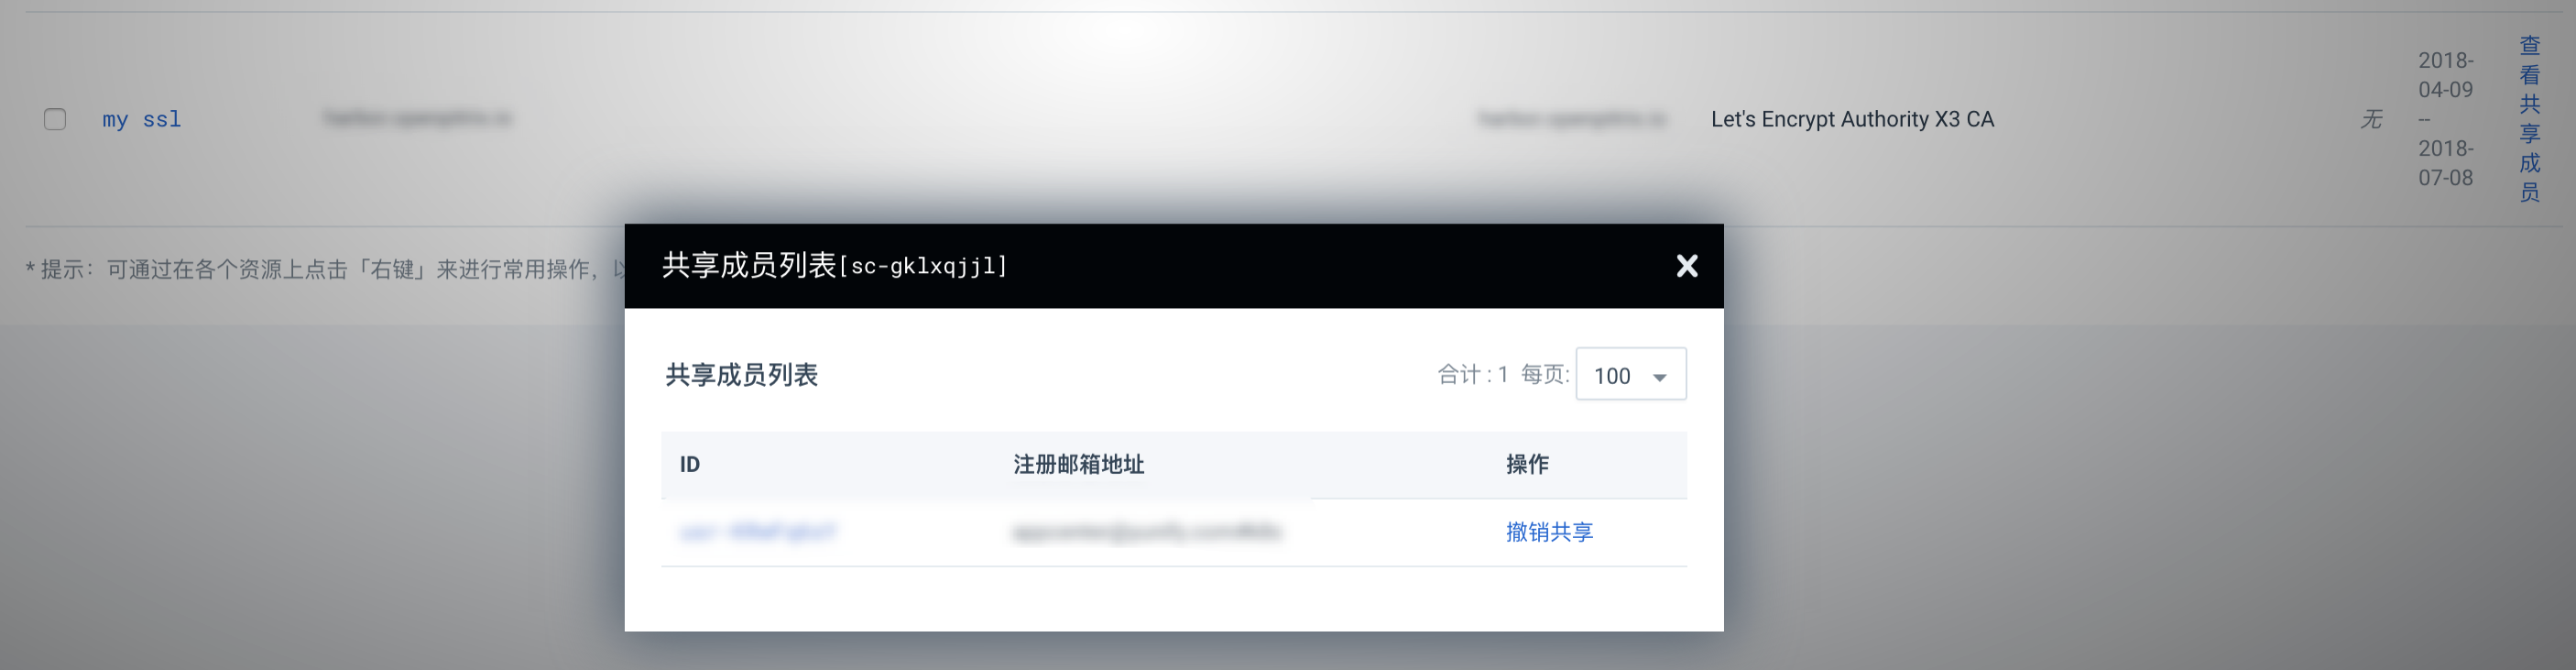 my ssl
Let's Encrypt Authority X3 CA
无
2018-
04-09
--
2018-
07-08
查
看
共
享
成
员
* 提示：可通过在各个资源上点击「右键」来进行常用操作，以
共享成员列表[sc-gklxqjjl]
共享成员列表
合计 : 1 每页: 100
ID 注册邮箱地址 操作
撤销共享